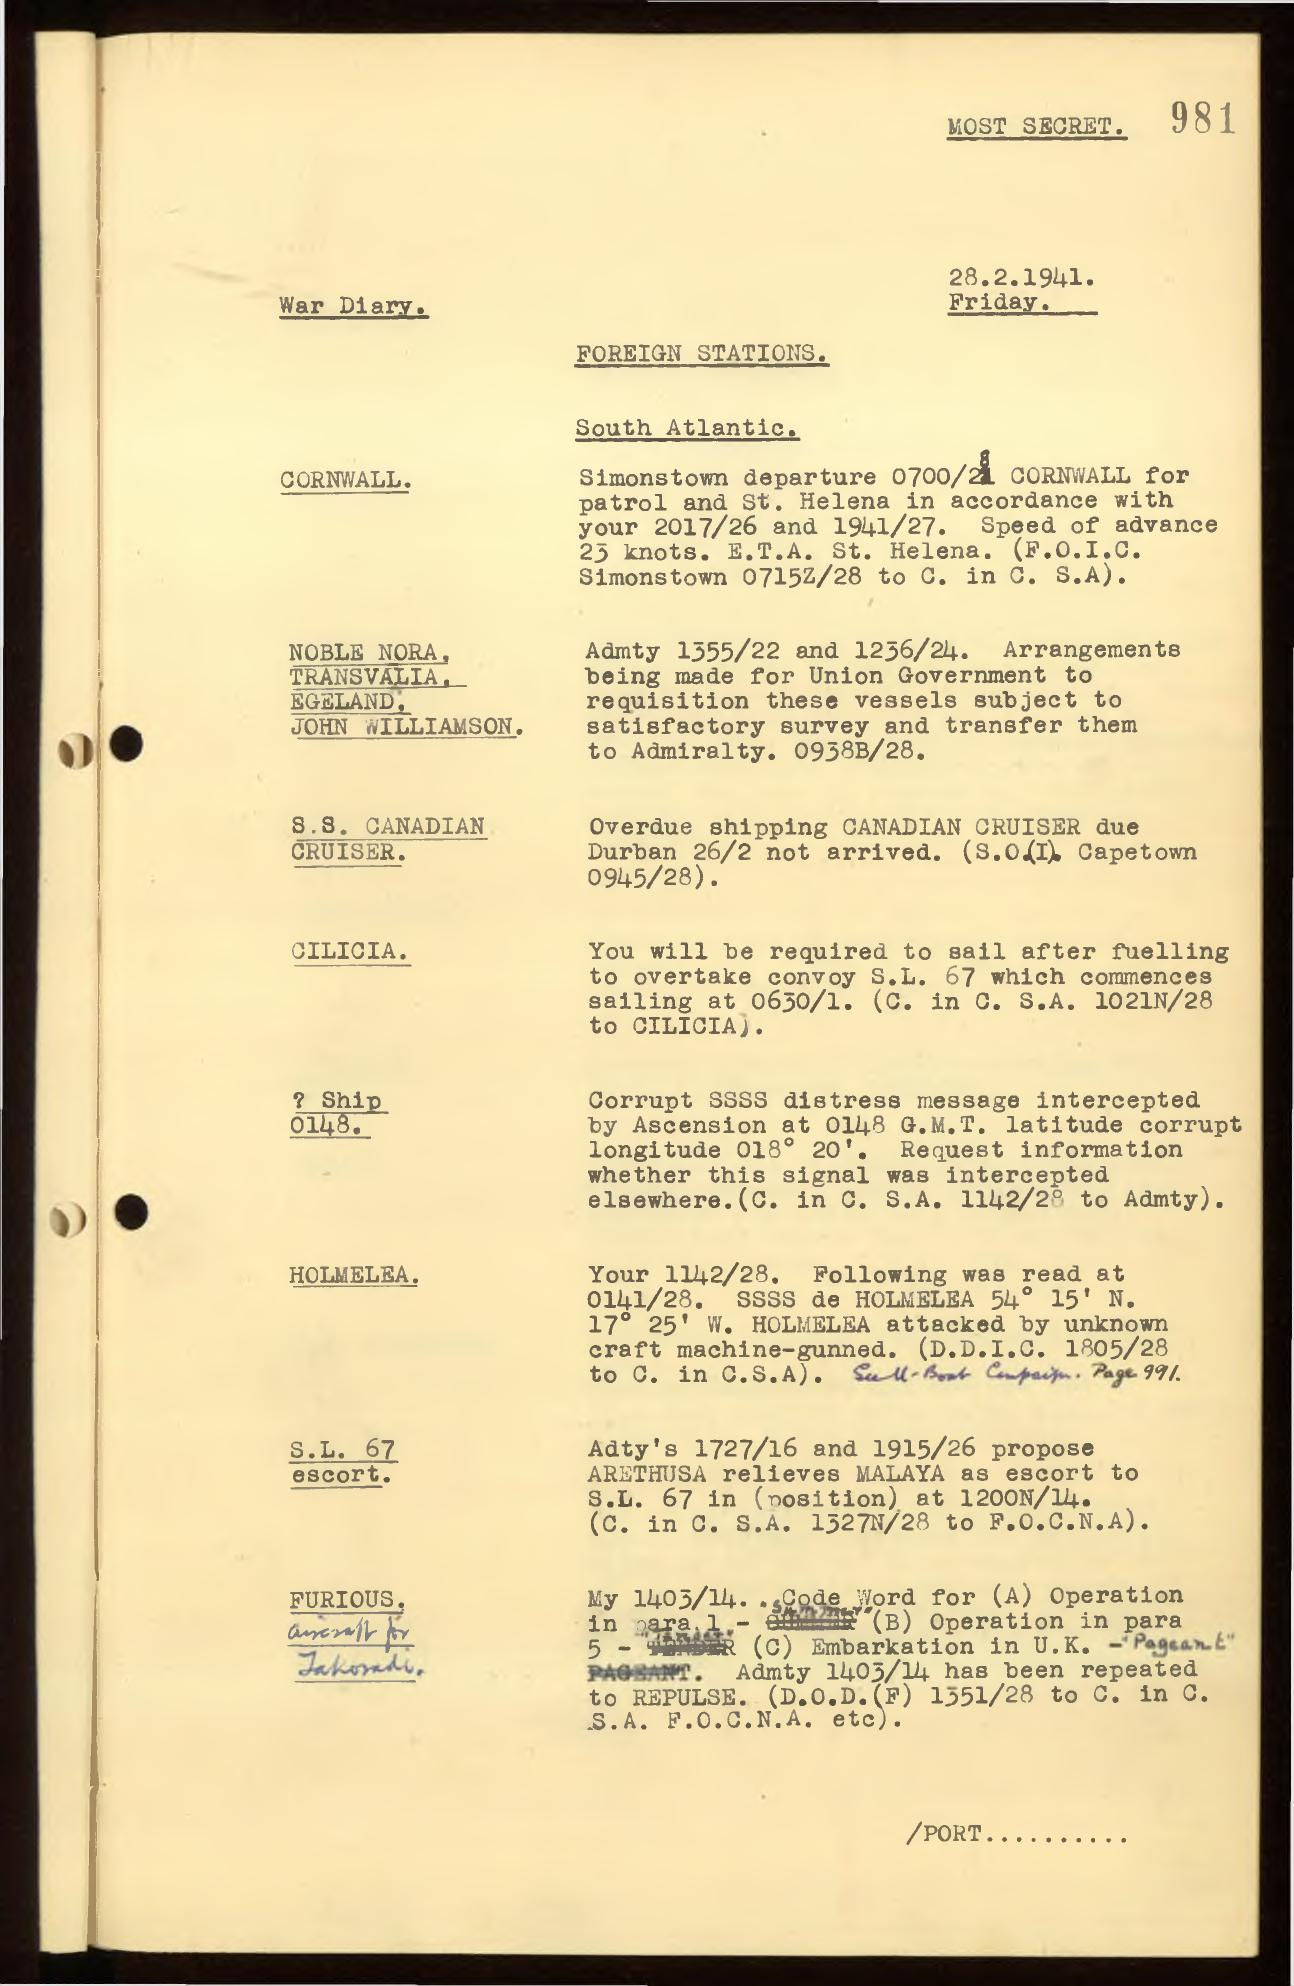 MOST SECRET. 981
28.2.1941.
War Diary. Friday.
FOREIGN STATIONS.
South Atlantic.
CORNWALL. Simonstown departure 0700/28 CORNWALL for
patrol and St. Helena in accordance with
your 2017/26 and 1941/27. Speed of advance
23 knots. E.T.A. St. Helena. (F.O.I.C.
Simonstown 0715Z/28 to C. in C. S.A).
NOBLE NORA, Admty 1355/22 and 1236/24. Arrangements
TRANSVALIA, being made for Union Government to
EGELAND, requisition these vessels subject to
JOHN WILLIAMSON. satisfactory survey and transfer them
to Admiralty. 0938B/28.
S.S. CANADIAN Overdue shipping CANADIAN CRUISER due
CRUISER. Durban 26/2 not arrived. (S.O.(I). Capetown
0945/28).
CILICIA. You will be required to sail after fuelling
to overtake convoy S.L. 67 which commences
sailing at 0630/1. (C. in C. S.A. 1021N/28
to CILICIA).
? Ship Corrupt SSSS distress message intercepted
0148. by Ascension at 0148 G.M.T. latitude corrupt
longitude 018° 20'. Request information
whether this signal was intercepted
elsewhere.(C. in C. S.A. 1142/28 to Admty).
HOLMELEA. Your 1142/28. Following was read at
0141/28. SSSS de HOLMELEA 54° 15' N.
17° 25' W. HOLMELEA attacked by unknown
craft machine-gunned. (D.D.I.C. 1805/28
to C. in C.S.A). See U-Boat Campaign. Page 991.
S.L. 67 Adty's 1727/16 and 1915/26 propose
escort. ARETHUSA relieves MALAYA as escort to
S.L. 67 in (position) at 1200N/14.
(C. in C. S.A. 1327N/28 to F.O.C.N.A).
FURIOUS. My 1403/14. . Code Word for (A) Operation
aircraft for in para 1 - "Summer" (B) Operation in para
Takoradi. 5 - "Tender" TENDER (C) Embarkation in U.K. - "Pageant"
PAGEANT. Admty 1403/14 has been repeated
to REPULSE. (D.O.D.(F) 1351/28 to C. in C.
S.A. F.O.C.N.A. etc).
/PORT..........